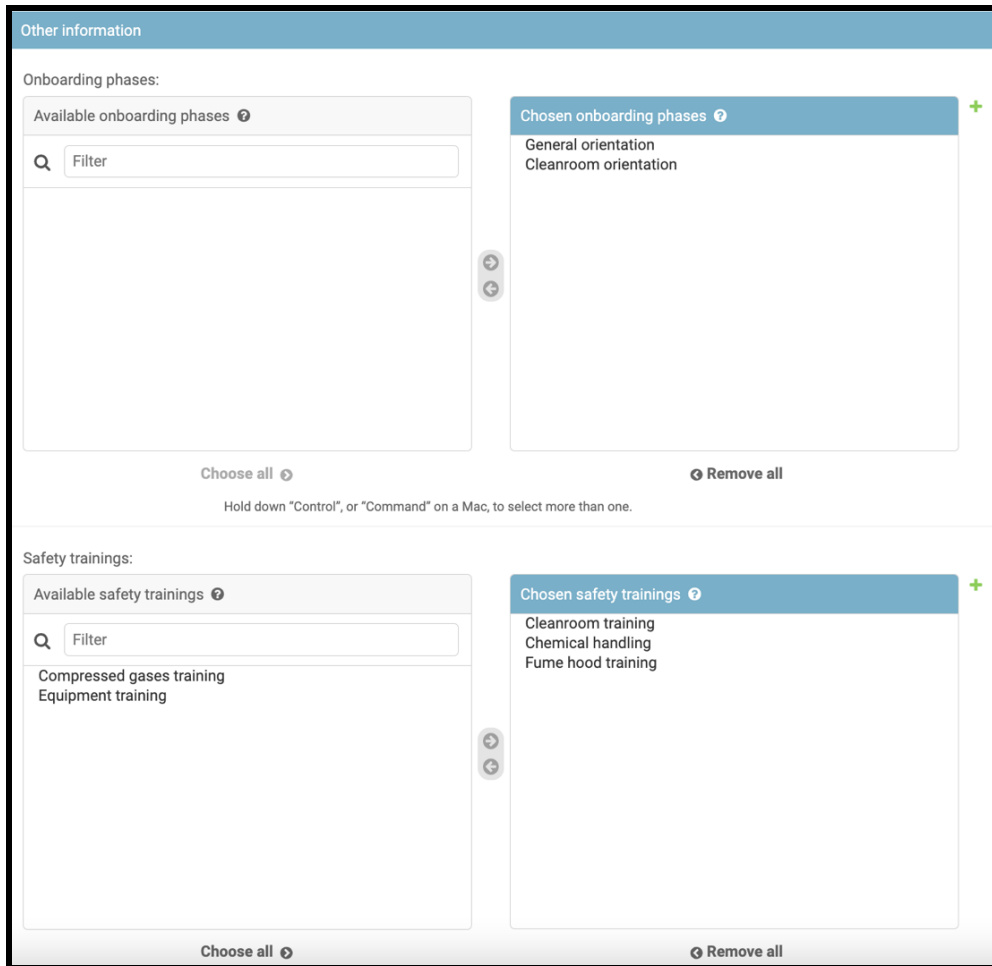 Other information
Onboarding phases:
Available onboarding phases
Filter
Chosen onboarding phases
General orientation
Cleanroom orientation
Choose all
Remove all
Hold down “Control”, or “Command” on a Mac, to select more than one.
Safety trainings:
Available safety trainings
Filter
Compressed gases training
Equipment training
Chosen safety trainings
Cleanroom training
Chemical handling
Fume hood training
Choose all
Remove all